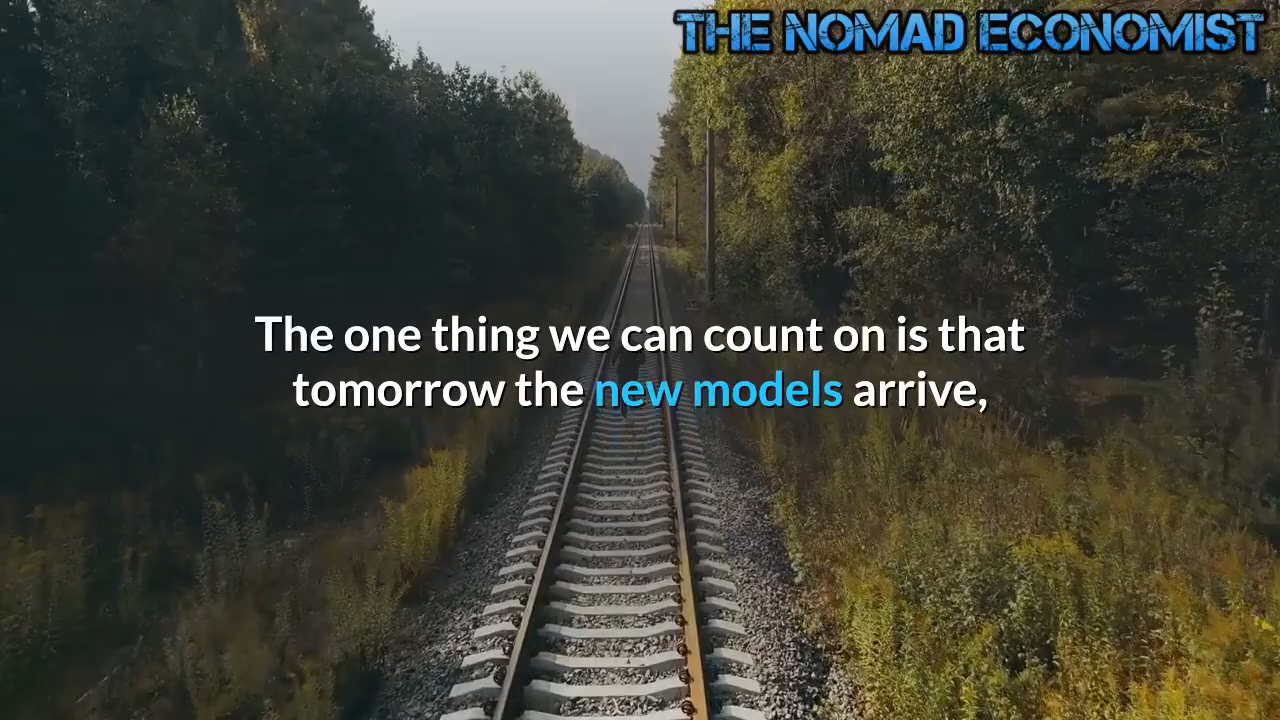 THE NOMAD ECONOMIST
The one thing we can count on is that
tomorrow the new models arrive,